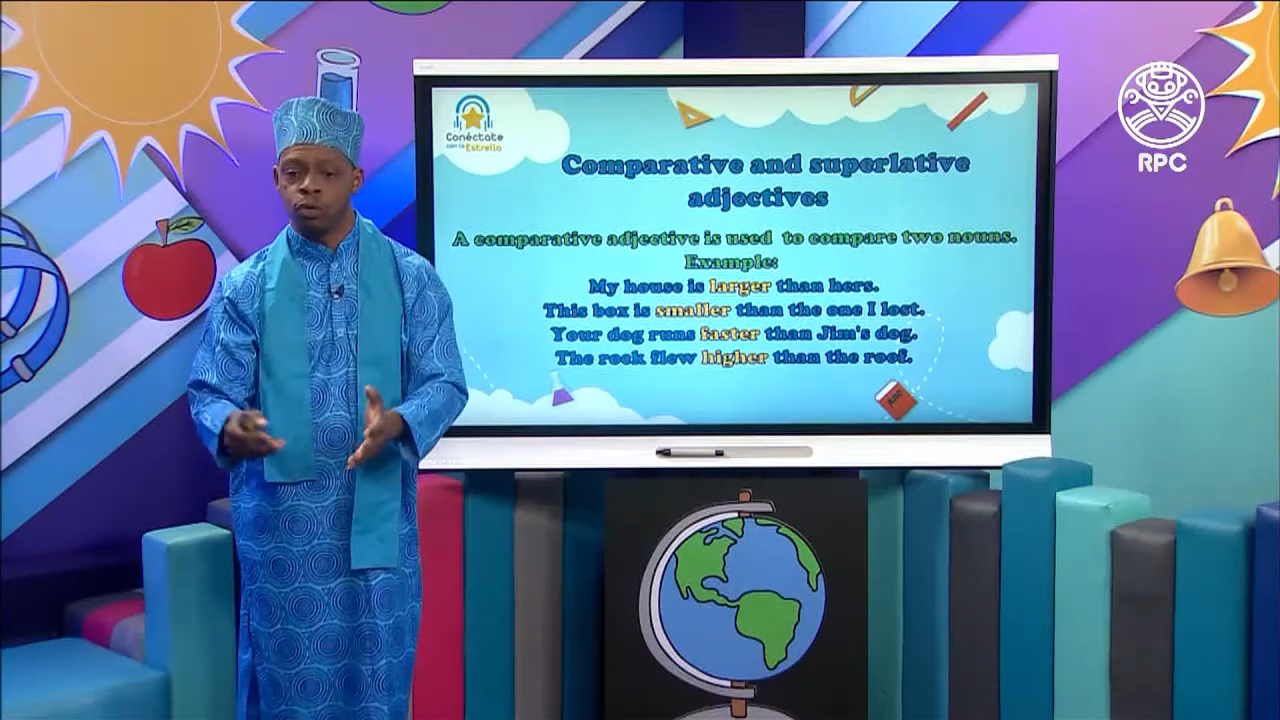 Conéctate
con la Estrella
RPC
Comparative and superlative
adjectives
A comparative adjective is used to compare two nouns.
Example:
My house is larger than hers.
This box is smaller than the one I lost.
Your dog runs faster than Jim's dog.
The rock flew higher than the roof.